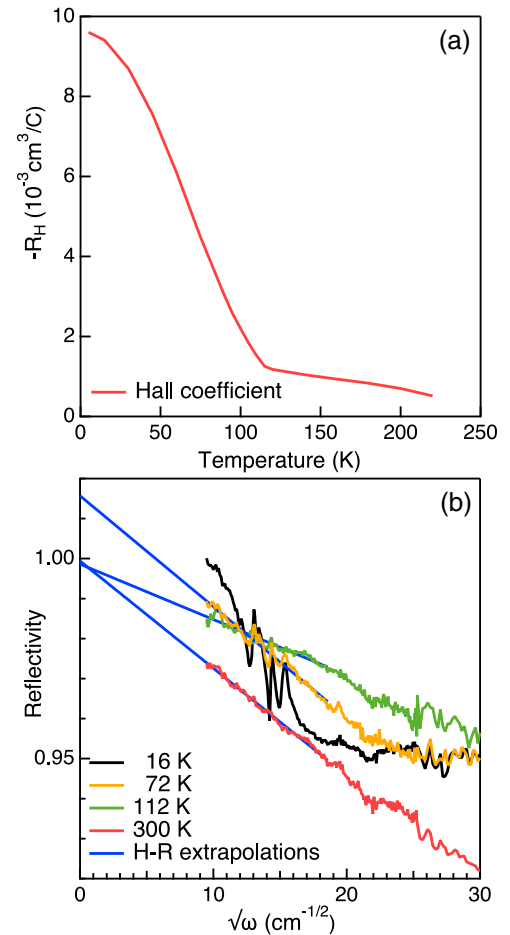 10
(a)
8
6
4
2
0
-R_H (10^-3 cm^3/C)
Hall coefficient
0 50 100 150 200 250
Temperature (K)
(b)
1.00
0.95
Reflectivity
16 K
72 K
112 K
300 K
H-R extrapolations
0 10 20 30
√ω (cm^-1/2)